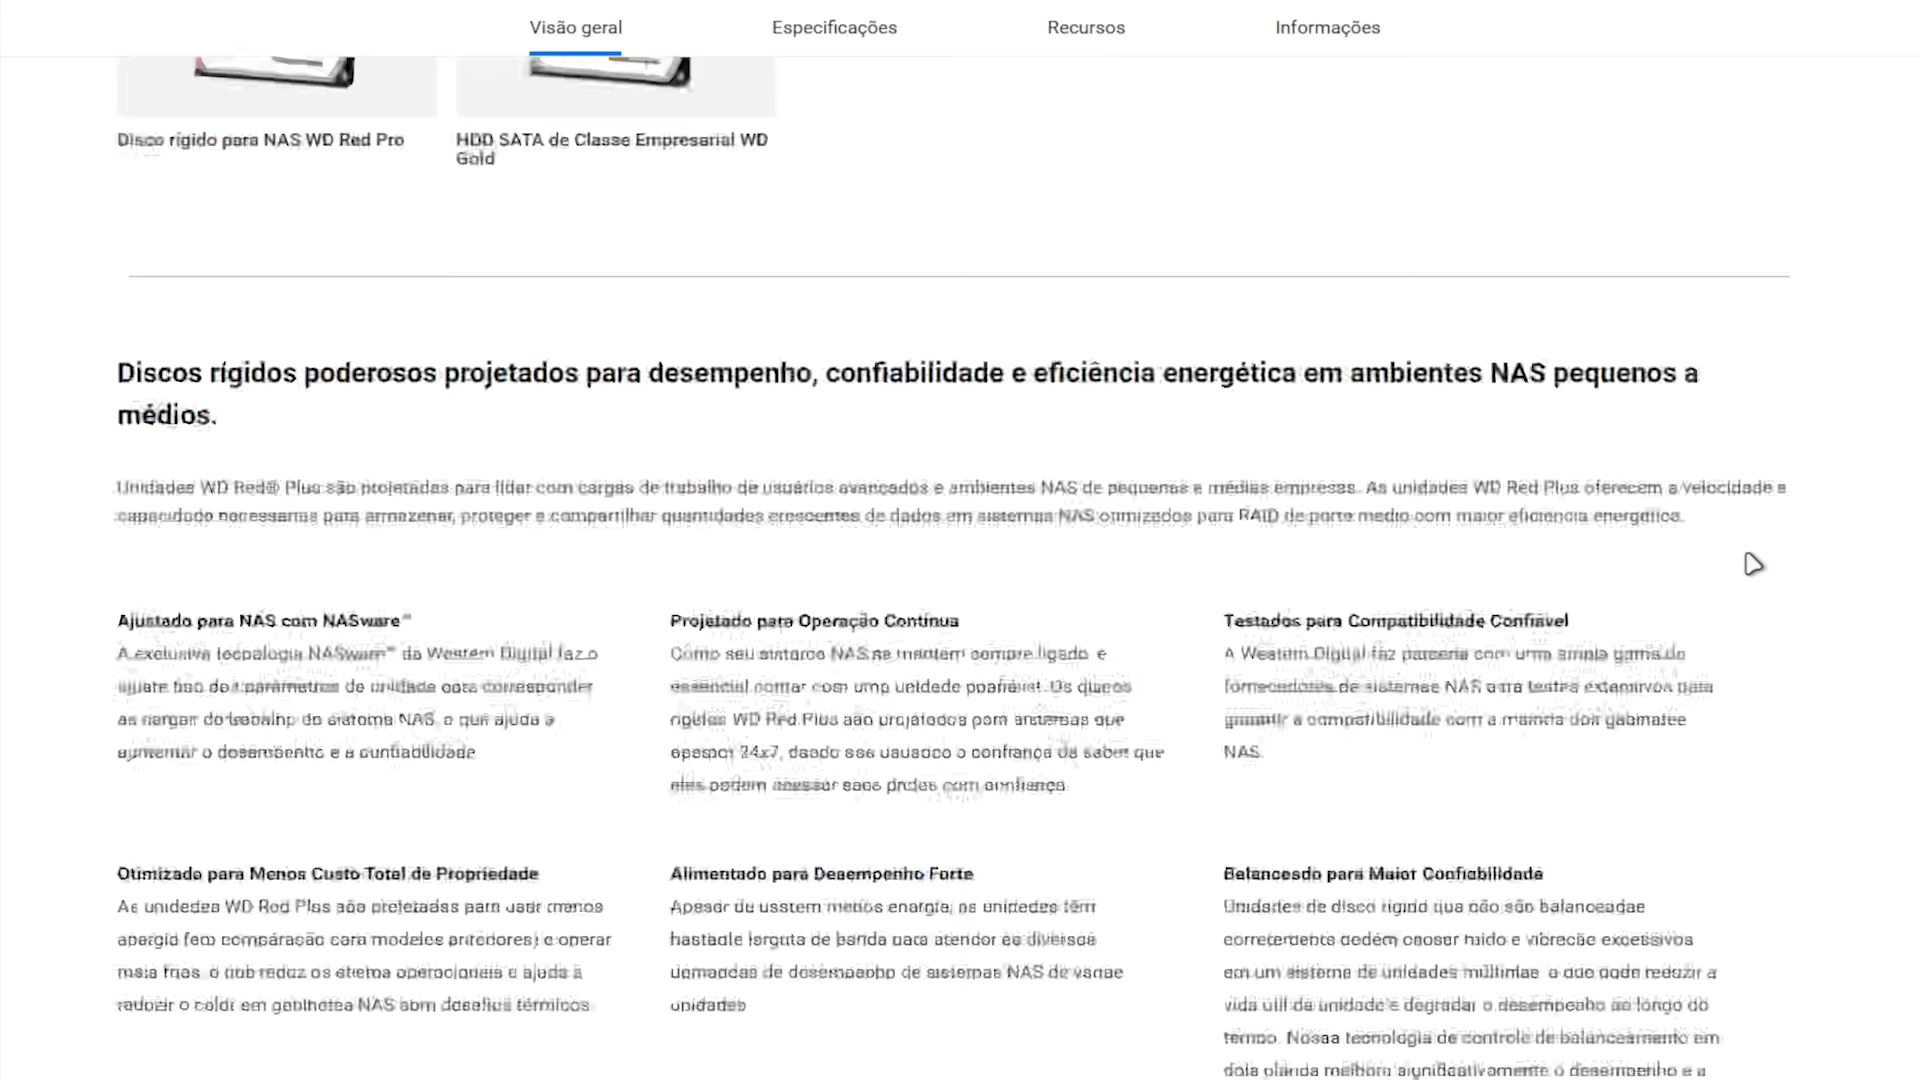 Visão geral
Especificações
Recursos
Informações
Disco rígido para NAS WD Red Pro
HDD SATA de Classe Empresarial WD
Gold
Discos rígidos poderosos projetados para desempenho, confiabilidade e eficiência energética em ambientes NAS pequenos a
médios.
Unidades WD Red® Plus são projetadas para lidar com cargas de trabalho de usuários avançados e ambientes NAS de pequenas e médias empresas. As unidades WD Red Plus oferecem a velocidade e
capacidade necessárias para armazenar, proteger e compartilhar quantidades crescentes de dados em sistemas NAS otimizados para RAID de porte médio com maior eficiência energética.
Ajustado para NAS com NASware™
A exclusiva tecnologia NASware™ da Western Digital faz o
ajuste fino de parâmetros de unidade para corresponder
as cargas de trabalho do sistema NAS, o que ajuda a
aumentar o desempenho e a confiabilidade
Projetado para Operação Contínua
Como seu sistema NAS se mantém sempre ligado, é
essencial contar com uma unidade confiável. Os discos
rígidos WD Red Plus são projetados para sistemas que
operam 24x7, dando aos usuários a confiança de saber que
eles podem acessar seus dados com confiança.
Testados para Compatibilidade Confiável
A Western Digital faz parceria com uma ampla gama de
fornecedores de sistemas NAS para testes extensivos para
garantir a compatibilidade com a maioria dos gabinetes
NAS.
Otimizado para Menos Custo Total de Propriedade
As unidades WD Red Plus são projetadas para usar menos
energia (em comparação com modelos anteriores) e operar
mais frias, o que reduz os custos operacionais e ajuda a
reduzir o calor em gabinetes NAS com desafios térmicos
Alimentado para Desempenho Forte
Apesar de usarem menos energia, as unidades têm
bastante largura de banda para atender as diversas
demandas de desempenho de sistemas NAS de várias
unidades
Balanceado para Maior Confiabilidade
Unidades de disco rígido que não são balanceadas
corretamente podem causar ruído e vibração excessivos
em um sistema de unidades múltiplas, o que pode reduzir a
vida útil da unidade e degradar o desempenho ao longo do
tempo. Nossa tecnologia de controle de balanceamento em
dois planos melhora significativamente o desempenho e a